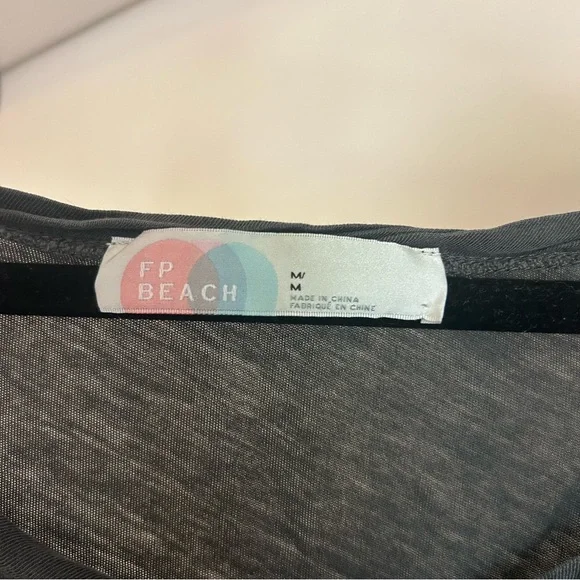 FP
BEACH
M/
M
MADE IN CHINA
FABRIQUÉ EN CHINE